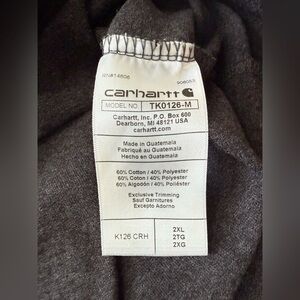 RN#14806
carhartt
MODEL NO. TK0126-M
Carhartt, Inc. P.O. Box 600
Dearborn, MI 48121 USA
carhartt.com
Made in Guatemala
Fabriqué au Guatemala
Hecho en Guatemala
60% Cotton / 40% Polyester
60% Coton / 40% Polyester
60% Algodón / 40% Poliéster
Exclusive Trimming
Sauf Garnitures
Excepto Adorno
K126 CRH
2XL
2TG
2XG